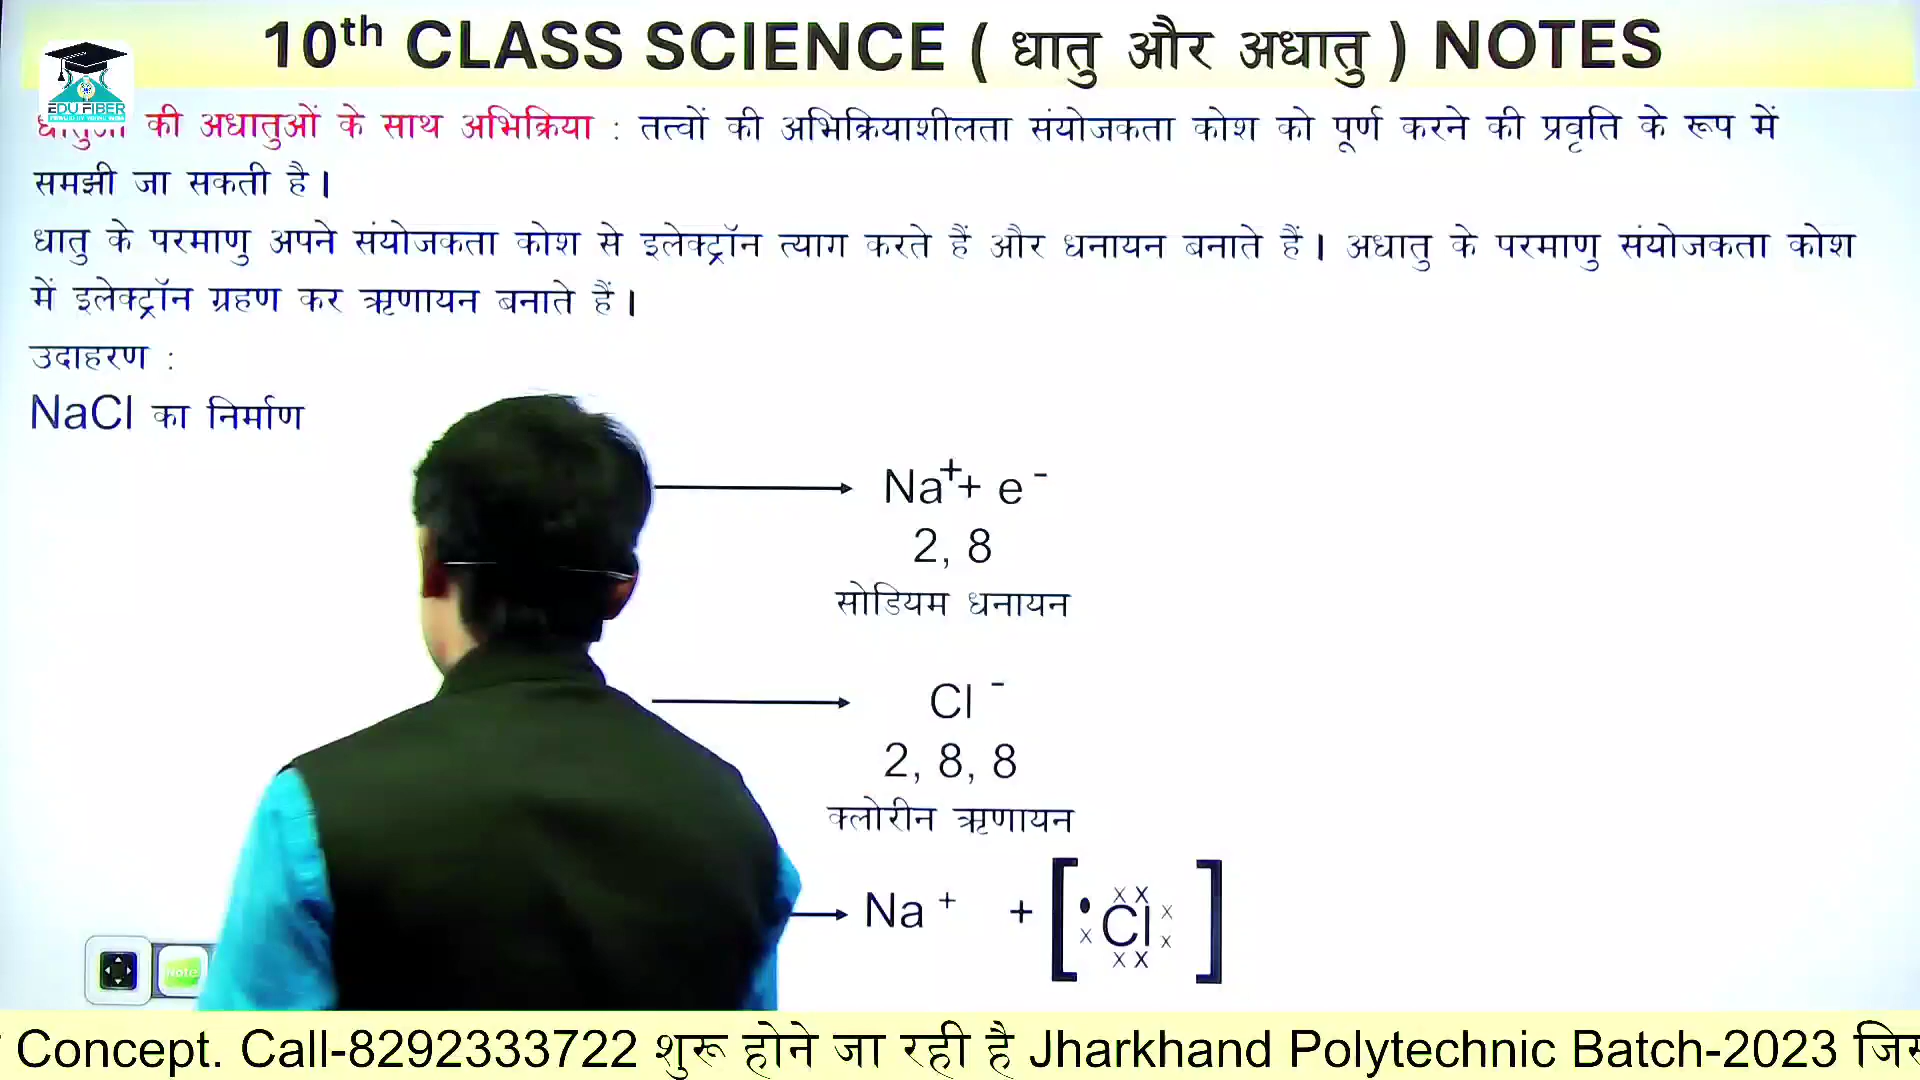 10th CLASS SCIENCE ( धातु और अधातु ) NOTES
EDU FIBER
की अधातुओं के साथ अभिक्रिया : तत्वों की अभिक्रियाशीलता संयोजकता कोश को पूर्ण करने की प्रवृति के रूप में
समझी जा सकती है।
धातु के परमाणु अपने संयोजकता कोश से इलेक्ट्रॉन त्याग करते हैं और धनायन बनाते हैं। अधातु के परमाणु संयोजकता कोश
में इलेक्ट्रॉन ग्रहण कर ऋणायन बनाते हैं।
उदाहरण :
NaCl का निर्माण
Na⁺+ e⁻
2, 8
सोडियम धनायन
Cl⁻
2, 8, 8
क्लोरीन ऋणायन
Na⁺ + [Cl]
Note
Concept. Call-8292333722 शुरू होने जा रही है Jharkhand Polytechnic Batch-2023